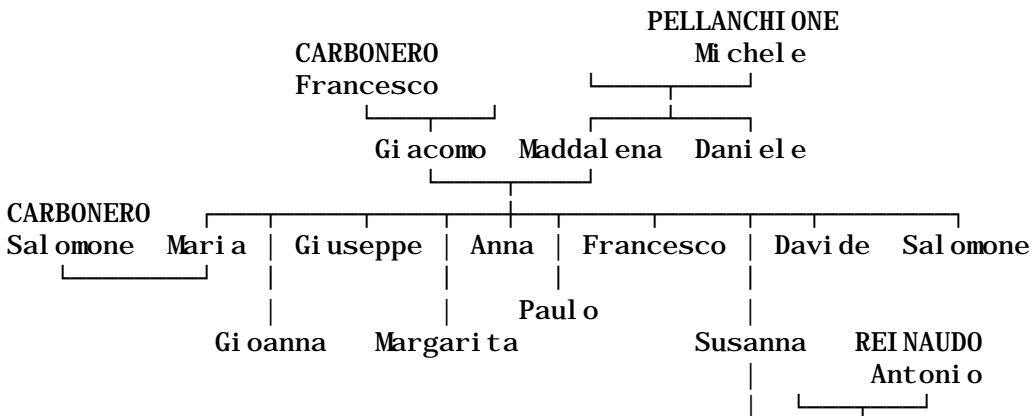 PELLANCHIONE
CARBONERO Michele
Francesco
Giacomo Maddalena Daniele
CARBONERO
Salomone Maria Giuseppe Anna Francesco Davide Salomone
Paulo
Gioanna Margarita Susanna REINAUDO
Antonio